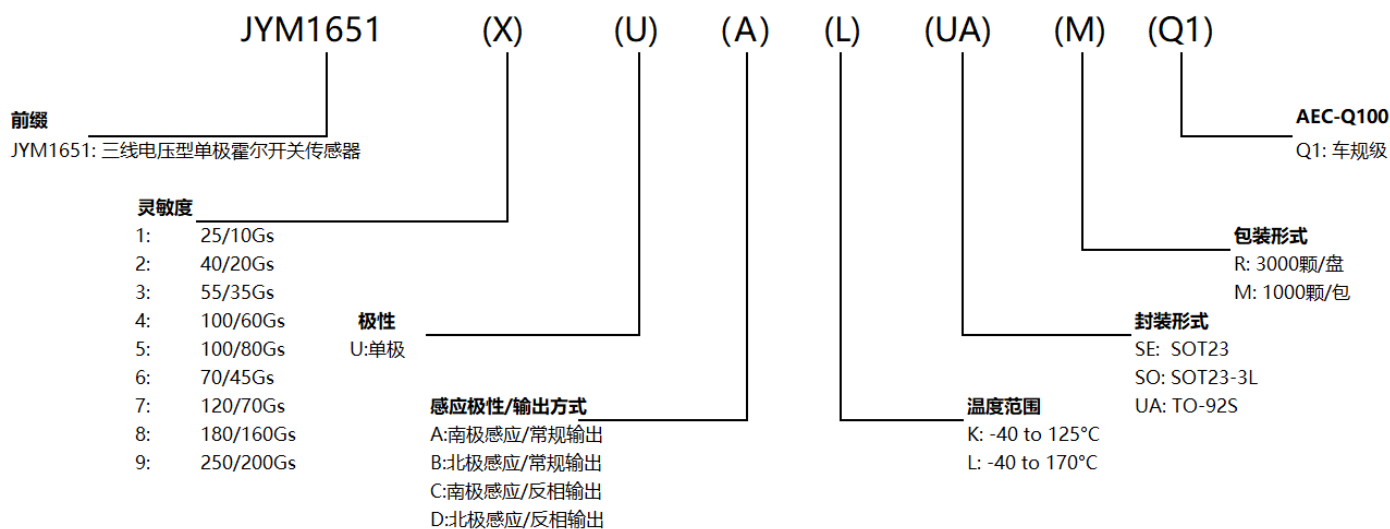 JYM1651 (X) (U) (A) (L) (UA) (M) (Q1)
前缀
JYM1651: 三线电压型单极霍尔开关传感器
AEC-Q100
Q1: 车规级
灵敏度
1: 25/10Gs
2: 40/20Gs
3: 55/35Gs
4: 100/60Gs
5: 100/80Gs
6: 70/45Gs
7: 120/70Gs
8: 180/160Gs
9: 250/200Gs
包装形式
R: 3000颗/盘
M: 1000颗/包
极性
U:单极
封装形式
SE: SOT23
SO: SOT23-3L
UA: TO-92S
感应极性/输出方式
A:南极感应/常规输出
B:北极感应/常规输出
C:南极感应/反相输出
D:北极感应/反相输出
温度范围
K: -40 to 125°C
L: -40 to 170°C